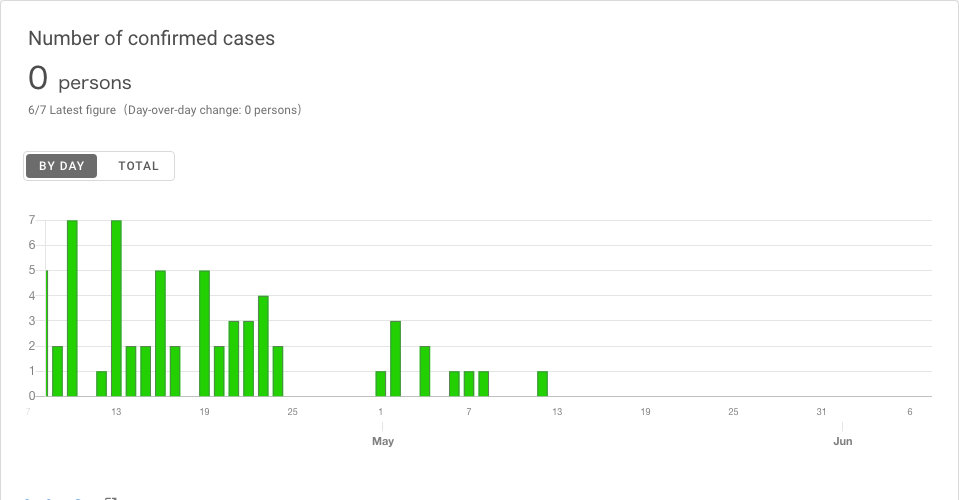 Number of confirmed cases
0 persons
6/7 Latest figure（Day-over-day change: 0 persons）
BY DAY TOTAL
7
6
5
4
3
2
1
0
7 13 19 25 1 7 13 19 25 31 6
May Jun